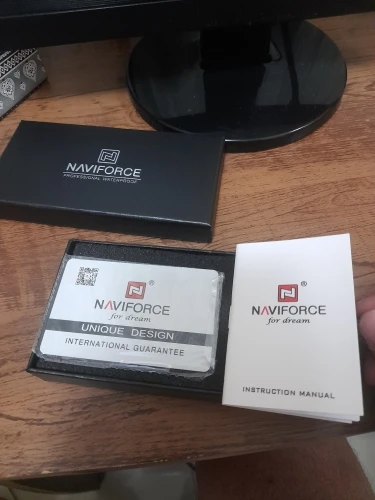 NAVIFORCE
PROFESSIONAL WATERPROOF
NAVIFORCE
for dream
UNIQUE DESIGN
INTERNATIONAL GUARANTEE
NAVIFORCE
for dream
INSTRUCTION MANUAL